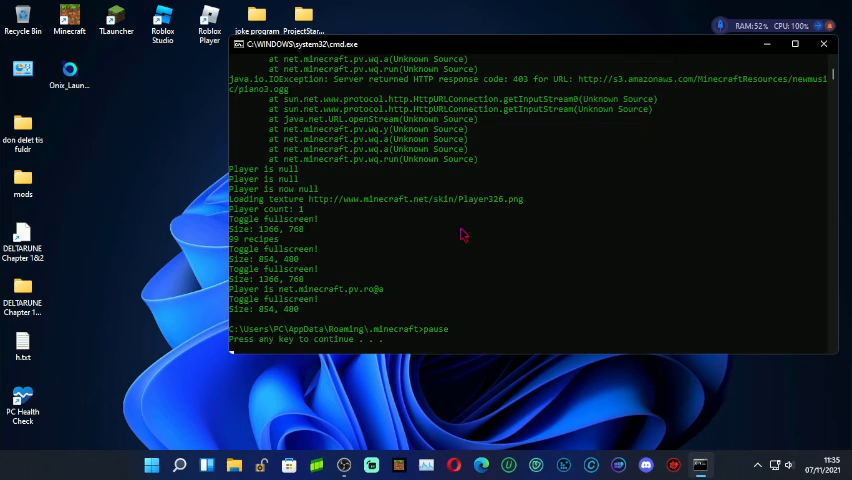 Recycle Bin
Minecraft
TLauncher
Roblox
Studio
Roblox
Player
joke program
ProjectStar...
RAM:52% CPU:100%
Onix_Laun...
don delet tis
fuldr
mods
DELTARUNE
Chapter 1&2
DELTARUNE
Chapter 1...
h.txt
PC Health
Check
C:\WINDOWS\system32\cmd.exe
at net.minecraft.pv.wq.a(Unknown Source)
at net.minecraft.pv.wq.run(Unknown Source)
java.io.IOException: Server returned HTTP response code: 403 for URL: http://s3.amazonaws.com/MinecraftResources/newmusi
c/piano3.ogg
at sun.net.www.protocol.http.HttpURLConnection.getInputStream0(Unknown Source)
at sun.net.www.protocol.http.HttpURLConnection.getInputStream(Unknown Source)
at java.net.URL.openStream(Unknown Source)
at net.minecraft.pv.wq.y(Unknown Source)
at net.minecraft.pv.wq.a(Unknown Source)
at net.minecraft.pv.wq.a(Unknown Source)
at net.minecraft.pv.wq.run(Unknown Source)
Player is null
Player is null
Player is now null
Loading texture http://www.minecraft.net/skin/Player326.png
Player count: 1
Toggle fullscreen!
Size: 1366, 768
99 recipes
Toggle fullscreen!
Size: 854, 480
Toggle fullscreen!
Size: 1366, 768
Player is net.minecraft.pv.ro@a
Toggle fullscreen!
Size: 854, 480
C:\Users\PC\AppData\Roaming\.minecraft>pause
Press any key to continue . . .
11:35
07/11/2021